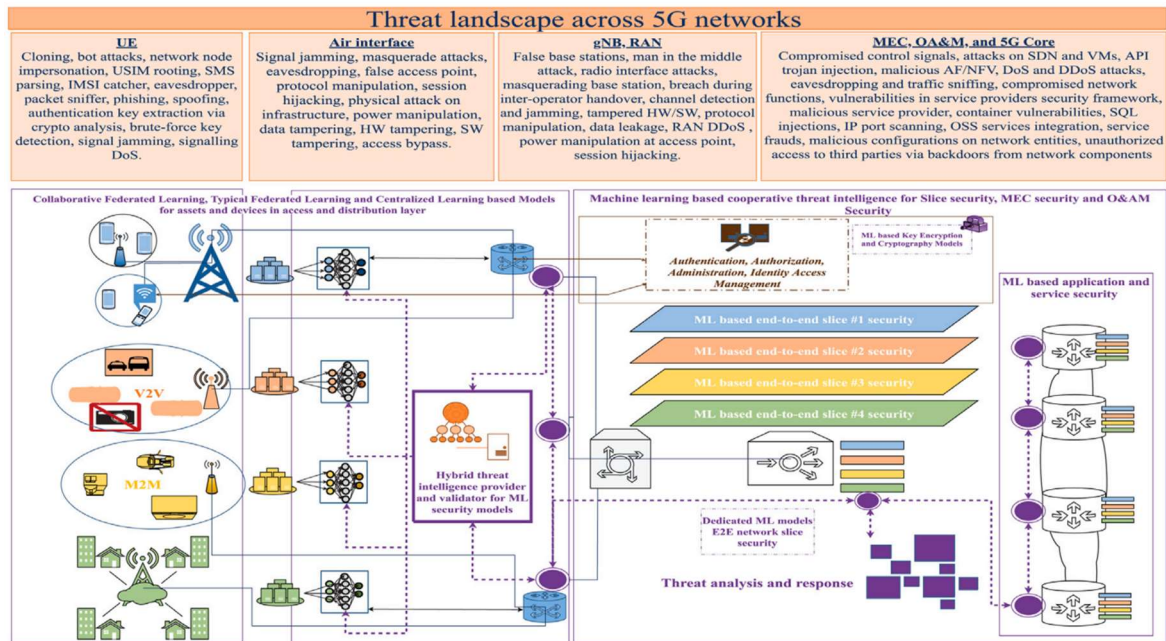 Threat landscape across 5G networks
UE
Cloning, bot attacks, network node
impersonation, USIM rooting, SMS
parsing, IMSI catcher, eavesdropper,
packet sniffer, phishing, spoofing,
authentication key extraction via
crypto analysis, brute-force key
detection, signal jamming, signalling
DoS.
Air interface
Signal jamming, masquerade attacks,
eavesdropping, false access point,
protocol manipulation, session
hijacking, physical attack on
infrastructure, power manipulation,
data tampering, HW tampering, SW
tampering, access bypass.
gNB, RAN
False base stations, man in the middle
attack, radio interface attacks,
masquerading base station, breach during
inter-operator handover, channel detection
and jamming, tampered HW/SW, protocol
manipulation, data leakage, RAN DDoS ,
power manipulation at access point,
session hijacking.
MEC, OA&M, and 5G Core
Compromised control signals, attacks on SDN and VMs, API
trojan injection, malicious AF/NFV, DoS and DDoS attacks,
eavesdropping and traffic sniffing, compromised network
functions, vulnerabilities in service providers security framework,
malicious service provider, container vulnerabilities, SQL
injections, IP port scanning, OSS services integration, service
frauds, malicious configurations on network entities, unauthorized
access to third parties via backdoors from network components
Collaborative Federated Learning, Typical Federated Learning and Centralized Learning based Models
for assets and devices in access and distribution layer
Machine learning based cooperative threat intelligence for Slice security, MEC security and O&AM
Security
ML based Key Encryption
and Cryptography Models
Authentication, Authorization,
Administration, Identity Access
Management
ML based application and
service security
ML based end-to-end slice #1 security
ML based end-to-end slice #2 security
ML based end-to-end slice #3 security
ML based end-to-end slice #4 security
V2V
M2M
Hybrid threat
intelligence provider
and validator for ML
security models
Dedicated ML models
E2E network slice
security
Threat analysis and response